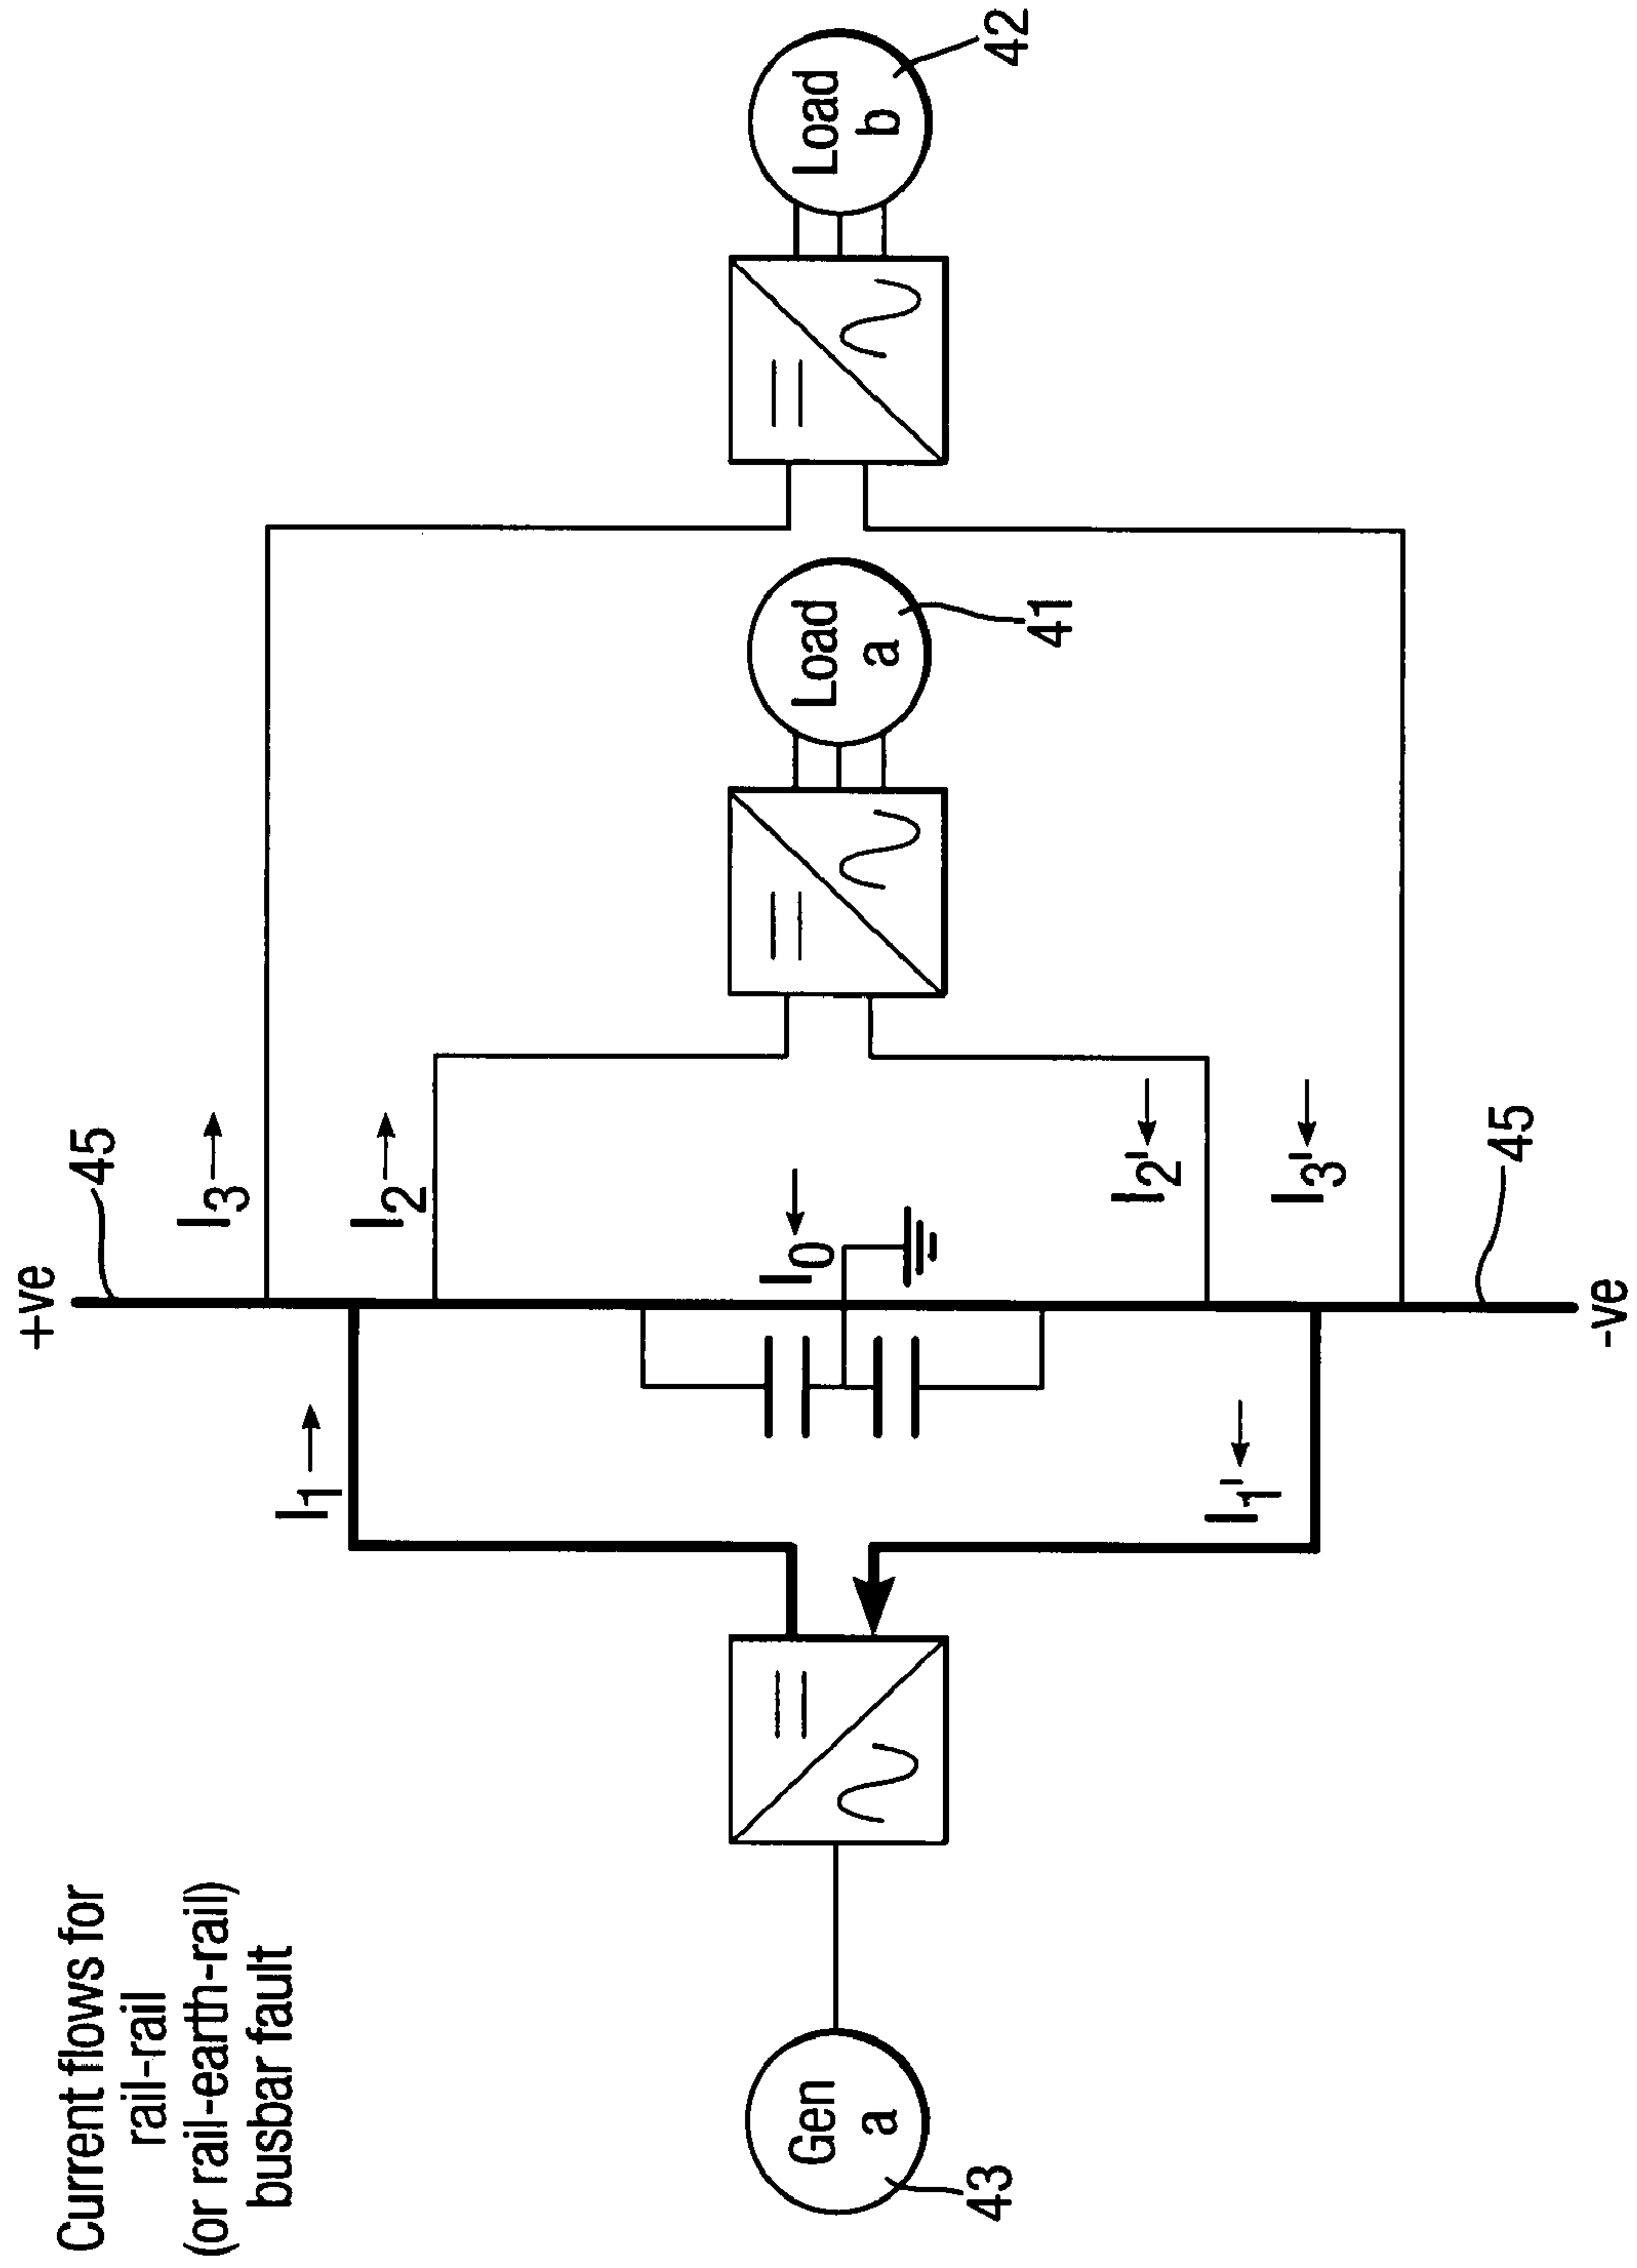 Current flows for
rail-rail
(or rail-earth-rail)
busbar fault
+ve
45
I3
I1
I2
I0
Gen
a
43
Load
a
41
Load
b
42
I2'
I1'
I3'
45
-ve